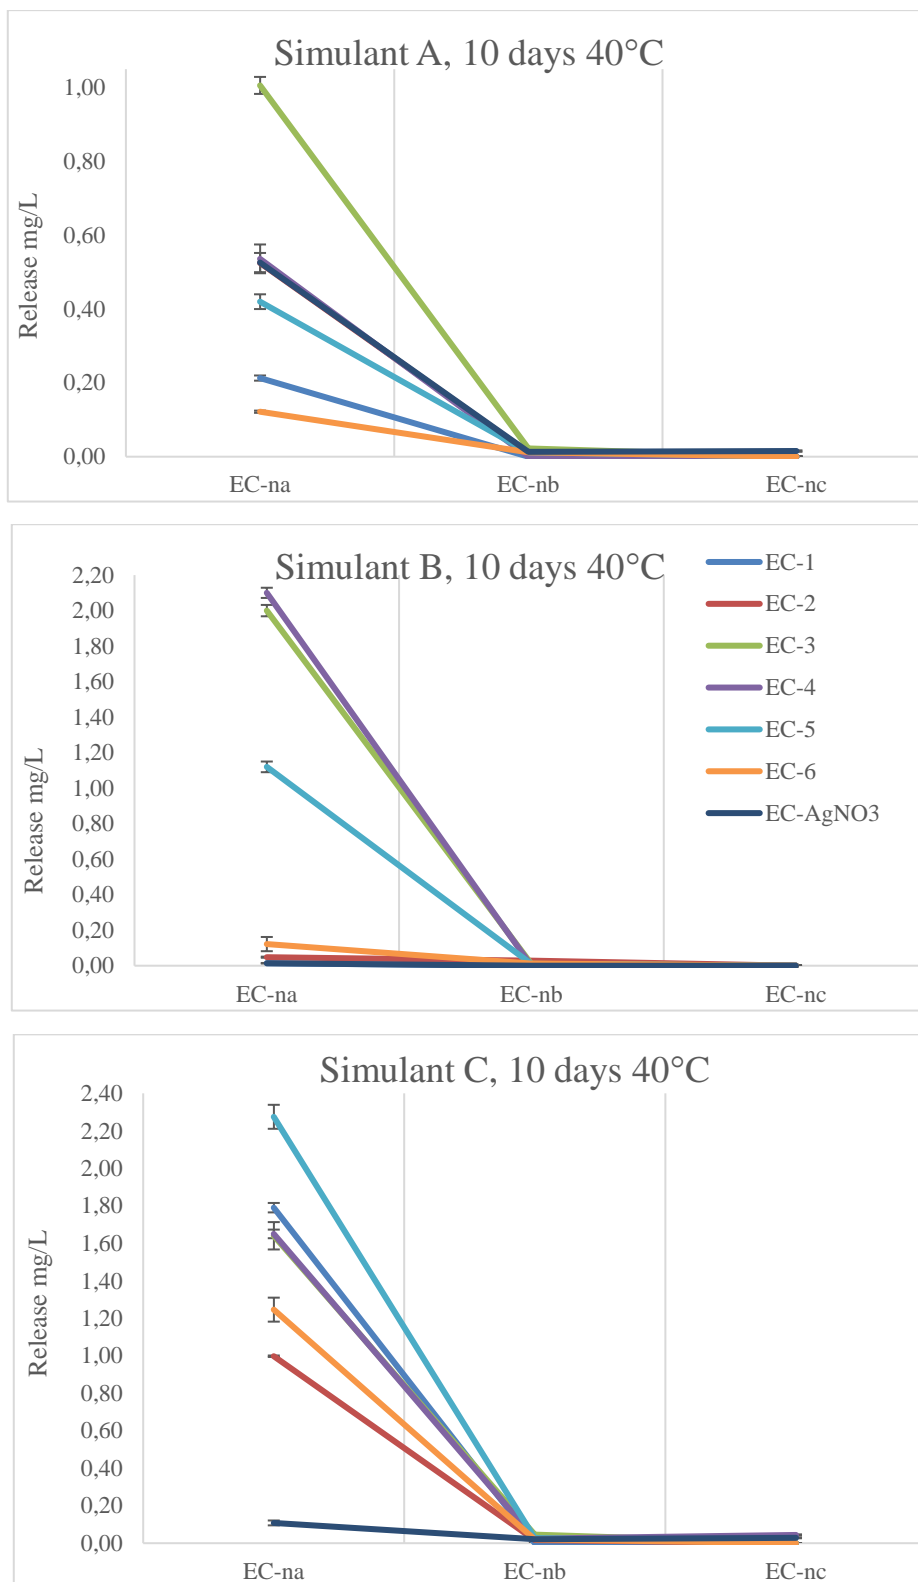 Simulant A, 10 days 40°C
1,00
0,80
0,60
0,40
0,20
0,00
Release mg/L
EC-na
EC-nb
EC-nc
Simulant B, 10 days 40°C
2,20
2,00
1,80
1,60
1,40
1,20
1,00
0,80
0,60
0,40
0,20
0,00
Release mg/L
EC-na
EC-nb
EC-nc
EC-1
EC-2
EC-3
EC-4
EC-5
EC-6
EC-AgNO3
Simulant C, 10 days 40°C
2,40
2,20
2,00
1,80
1,60
1,40
1,20
1,00
0,80
0,60
0,40
0,20
0,00
Release mg/L
EC-na
EC-nb
EC-nc